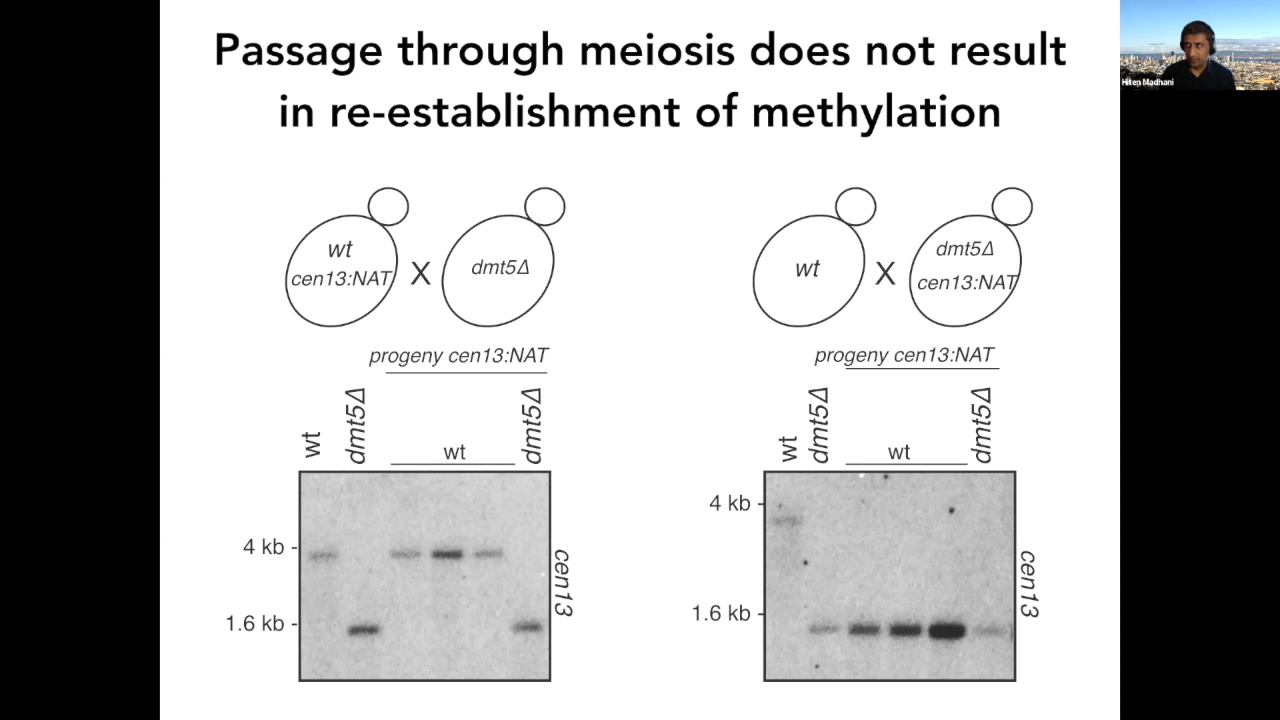 Passage through meiosis does not result
in re-establishment of methylation
Hiten Madhani
wt
cen13:NAT
X
dmt5Δ
progeny cen13:NAT
wt
dmt5Δ
wt
dmt5Δ
4 kb -
1.6 kb -
cen13
wt
X
dmt5Δ
cen13:NAT
progeny cen13:NAT
wt
dmt5Δ
wt
dmt5Δ
4 kb -
1.6 kb -
cen13